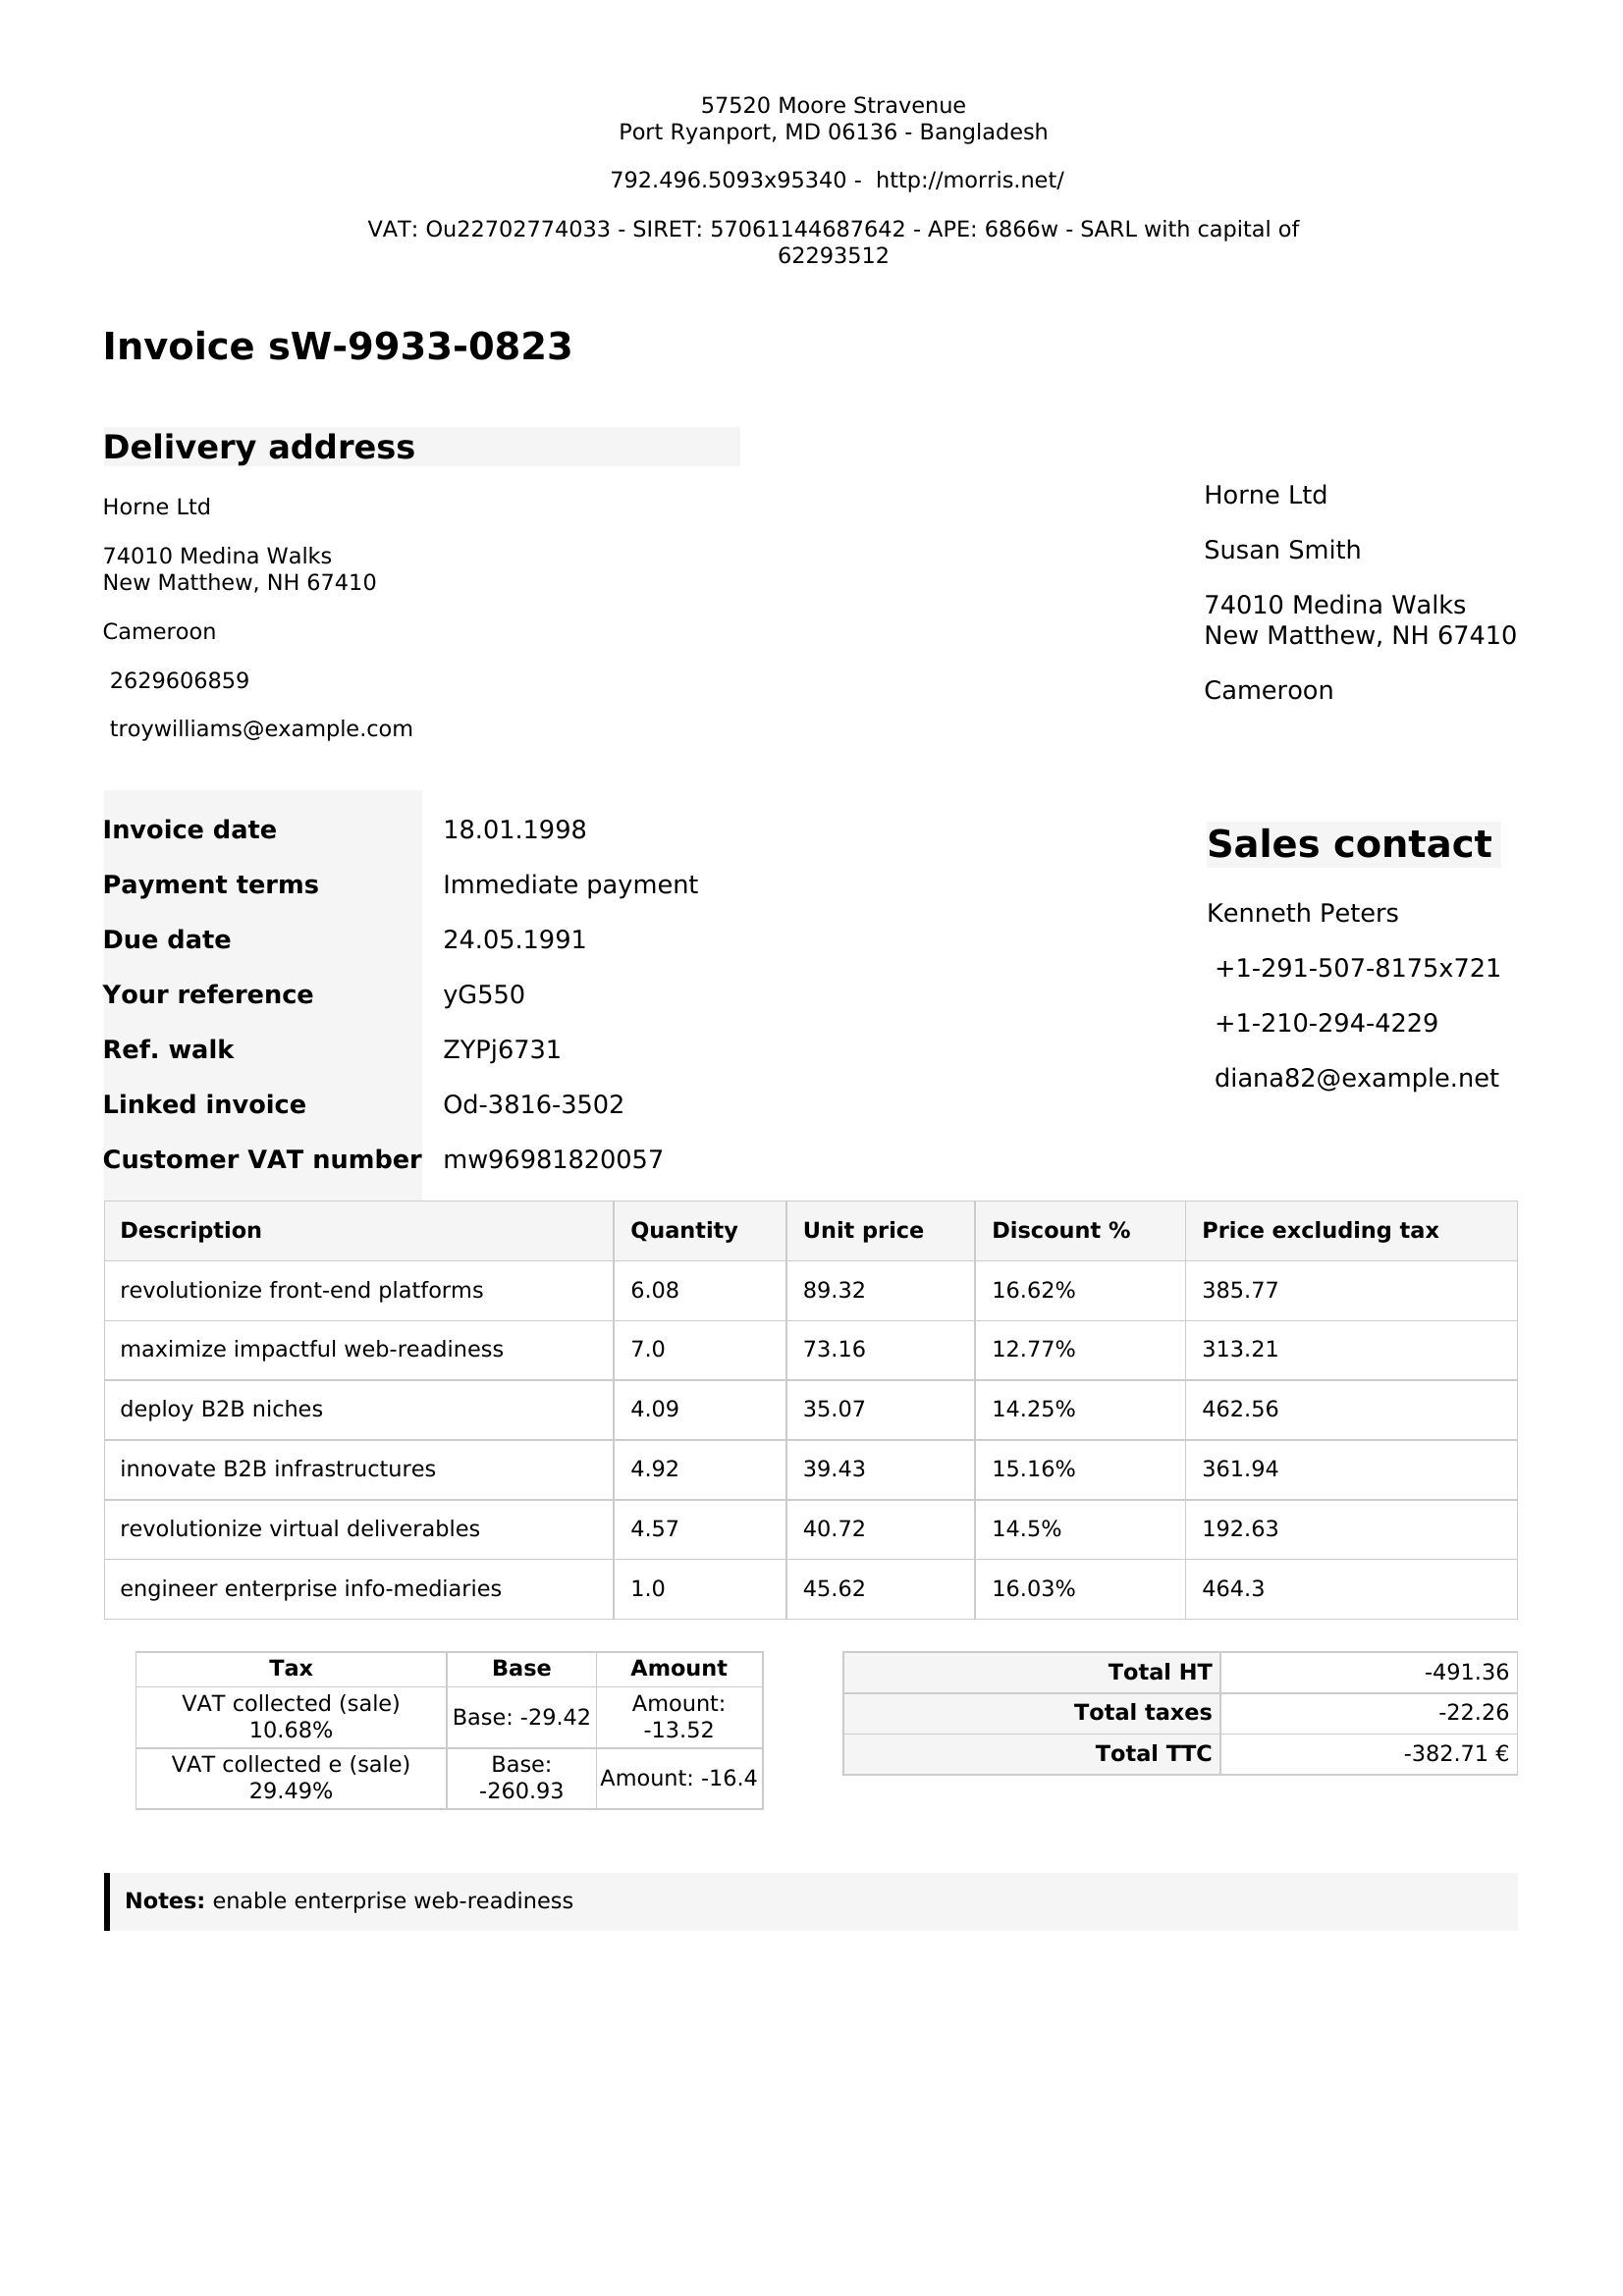 57520 Moore Stravenue
Port Ryanport, MD 06136 - Bangladesh
792.496.5093x95340 -  http://morris.net/
VAT: Ou22702774033 - SIRET: 57061144687642 - APE: 6866w - SARL with capital of
62293512
Invoice sW-9933-0823
Delivery address
Horne Ltd
74010 Medina Walks
New Matthew, NH 67410
Cameroon
2629606859
troywilliams@example.com
Horne Ltd
Susan Smith
74010 Medina Walks
New Matthew, NH 67410
Cameroon
Invoice date 18.01.1998
Payment terms Immediate payment
Due date 24.05.1991
Your reference yG550
Ref. walk ZYPj6731
Linked invoice Od-3816-3502
Customer VAT number mw96981820057
Sales contact
Kenneth Peters
+1-291-507-8175x721
+1-210-294-4229
diana82@example.net
Description Quantity Unit price Discount % Price excluding tax
revolutionize front-end platforms 6.08 89.32 16.62% 385.77
maximize impactful web-readiness 7.0 73.16 12.77% 313.21
deploy B2B niches 4.09 35.07 14.25% 462.56
innovate B2B infrastructures 4.92 39.43 15.16% 361.94
revolutionize virtual deliverables 4.57 40.72 14.5% 192.63
engineer enterprise info-mediaries 1.0 45.62 16.03% 464.3
Tax Base Amount
VAT collected (sale)
10.68%
Base: -29.42
Amount:
-13.52
VAT collected e (sale)
29.49%
Base:
-260.93
Amount: -16.4
Total HT -491.36
Total taxes -22.26
Total TTC -382.71 €
Notes: enable enterprise web-readiness